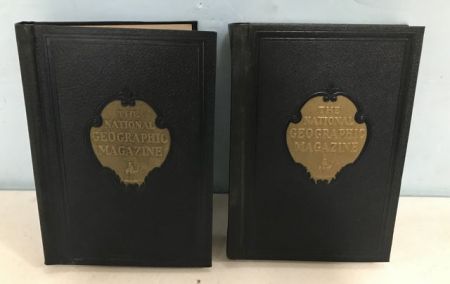 THE
NATIONAL
GEOGRAPHIC
MAGAZINE
THE
NATIONAL
GEOGRAPHIC
MAGAZINE